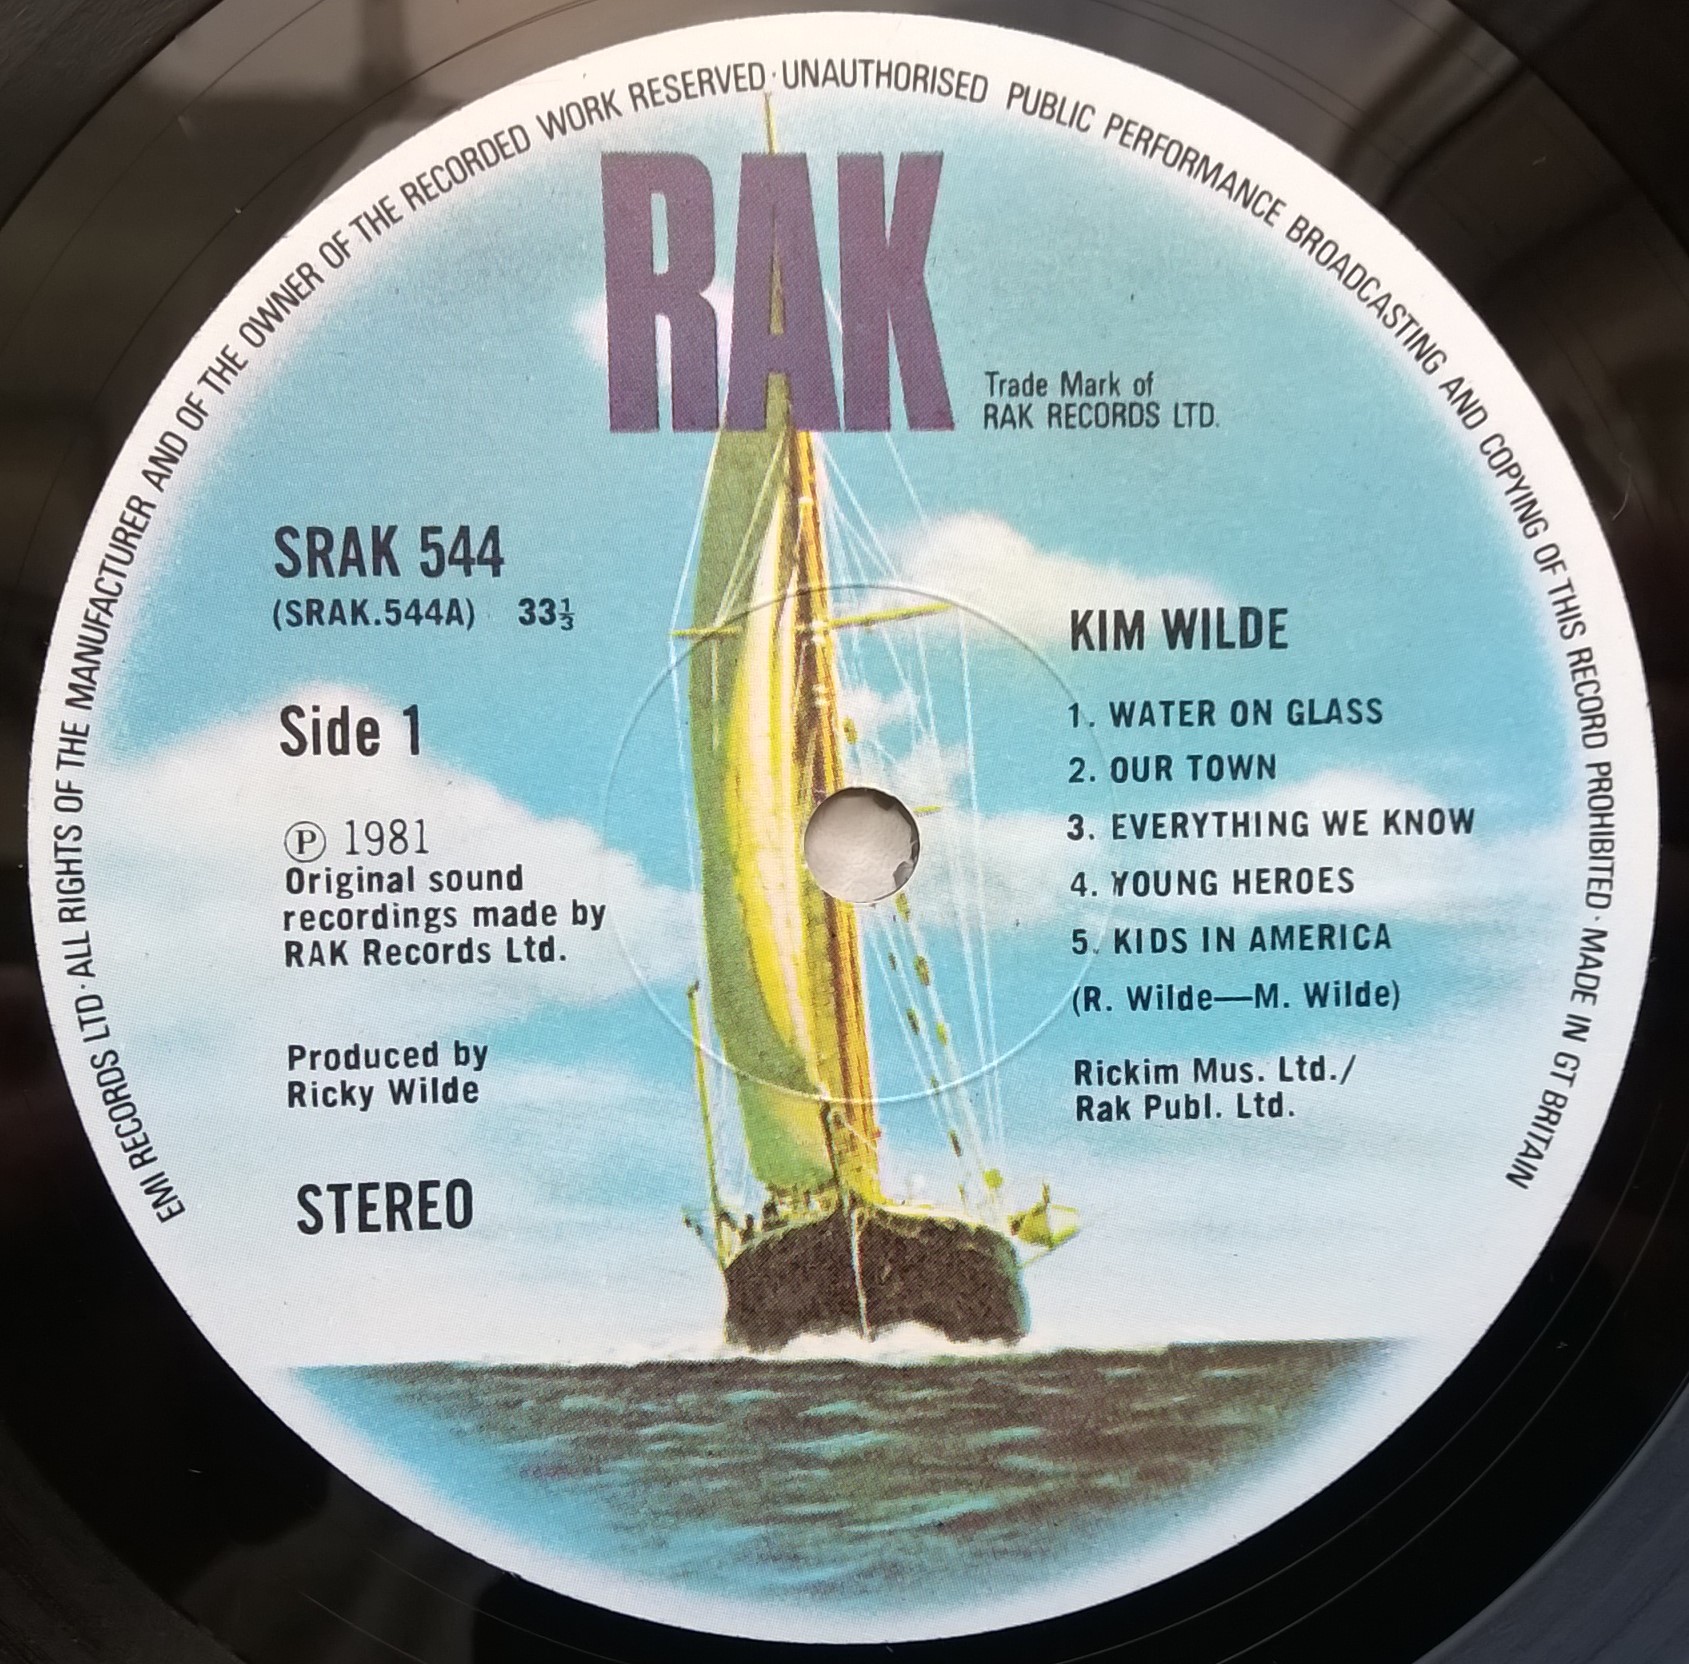 EMI RECORDS LTD · ALL RIGHTS OF THE MANUFACTURER AND OF THE OWNER OF THE RECORDED WORK RESERVED · UNAUTHORISED PUBLIC PERFORMANCE BROADCASTING AND COPYING OF THIS RECORD PROHIBITED · MADE IN GT BRITAIN
RAK
Trade Mark of
RAK RECORDS LTD.
SRAK 544
(SRAK.544A) 33⅓
Side 1
Ⓟ 1981
Original sound
recordings made by
RAK Records Ltd.
Produced by
Ricky Wilde
STEREO
KIM WILDE
1. WATER ON GLASS
2. OUR TOWN
3. EVERYTHING WE KNOW
4. YOUNG HEROES
5. KIDS IN AMERICA
(R. Wilde—M. Wilde)
Rickim Mus. Ltd./
Rak Publ. Ltd.